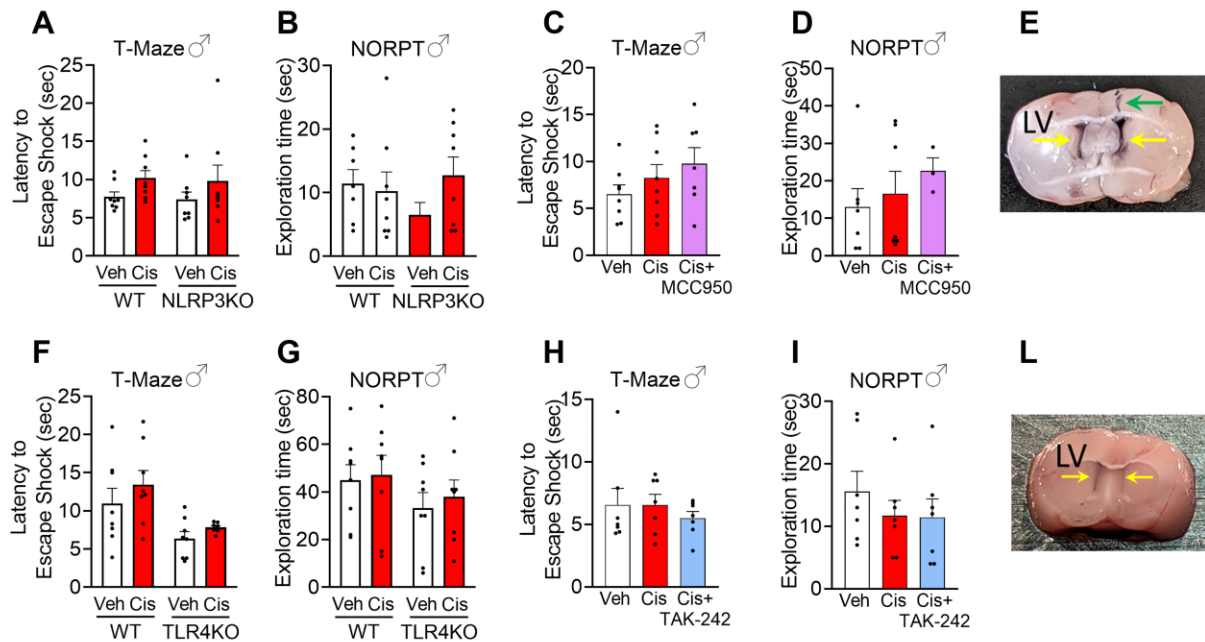 A
T-Maze ♂
Latency to
Escape Shock (sec)
25
20
15
10
5
0
Veh Cis Veh Cis
WT NLRP3KO
B
NORPT ♂
Exploration time (sec)
40
30
20
10
0
Veh Cis Veh Cis
WT NLRP3KO
C
T-Maze ♂
Latency to
Escape Shock (sec)
20
15
10
5
0
Veh Cis Cis+
MCC950
D
NORPT ♂
Exploration time (sec)
50
40
30
20
10
0
Veh Cis Cis+
MCC950
E
LV
F
T-Maze ♂
Latency to
Escape Shock (sec)
25
20
15
10
5
0
Veh Cis Veh Cis
WT TLR4KO
G
NORPT ♂
Exploration time (sec)
80
60
40
20
0
Veh Cis Veh Cis
WT TLR4KO
H
T-Maze ♂
Latency to
Escape Shock (sec)
15
10
5
0
Veh Cis Cis+
TAK-242
I
NORPT ♂
Exploration time (sec)
30
20
10
0
Veh Cis Cis+
TAK-242
L
LV